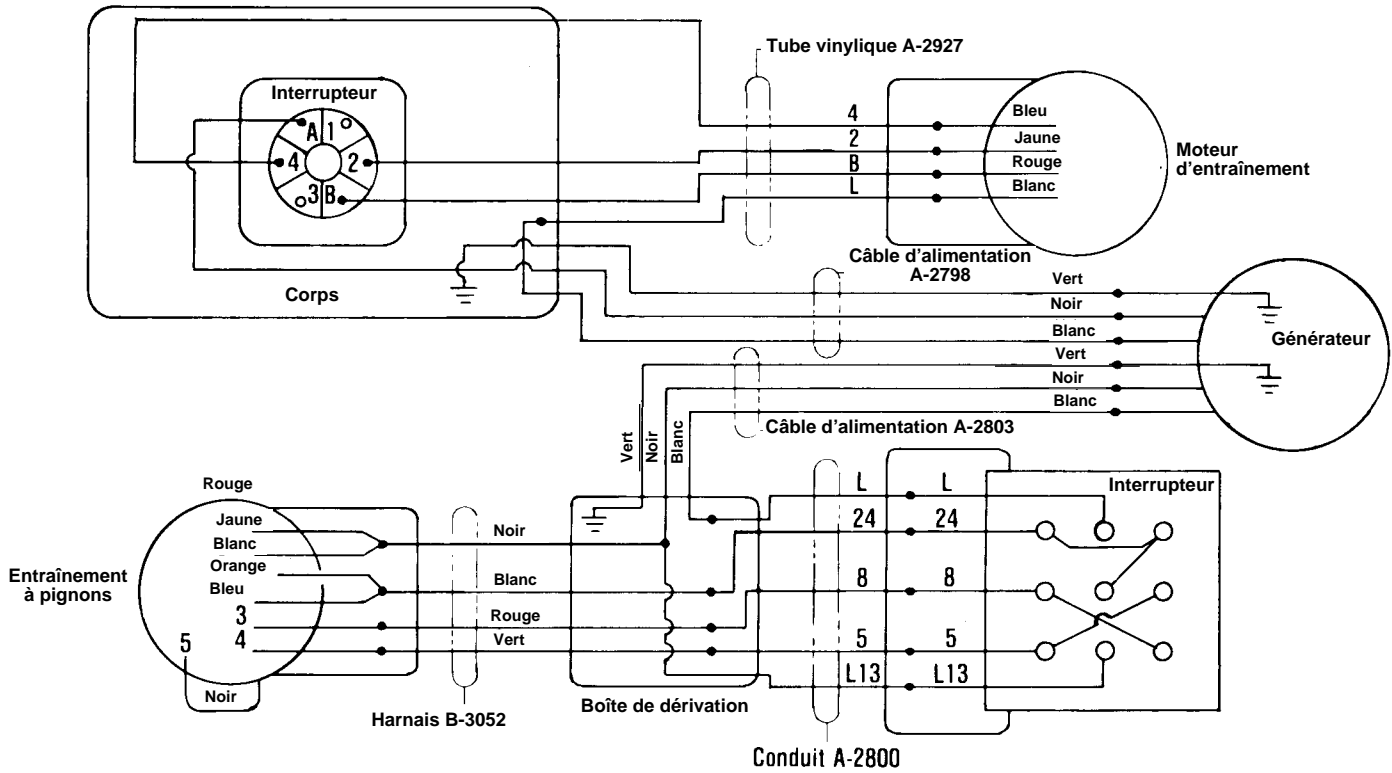 Tube vinylique A-2927
Interrupteur
A
1
4
2
3
B
Corps
4
2
B
L
Bleu
Jaune
Rouge
Blanc
Moteur
d'entraînement
Câble d'alimentation
A-2798
Vert
Noir
Blanc
Vert
Noir
Blanc
Générateur
Câble d'alimentation A-2803
Vert
Noir
Blanc
Rouge
Jaune
Blanc
Orange
Bleu
3
4
5
Noir
Entraînement
à pignons
Noir
Blanc
Rouge
Vert
Harnais B-3052
Boîte de dérivation
L
L
24
24
8
8
5
5
L13
L13
Interrupteur
Conduit A-2800